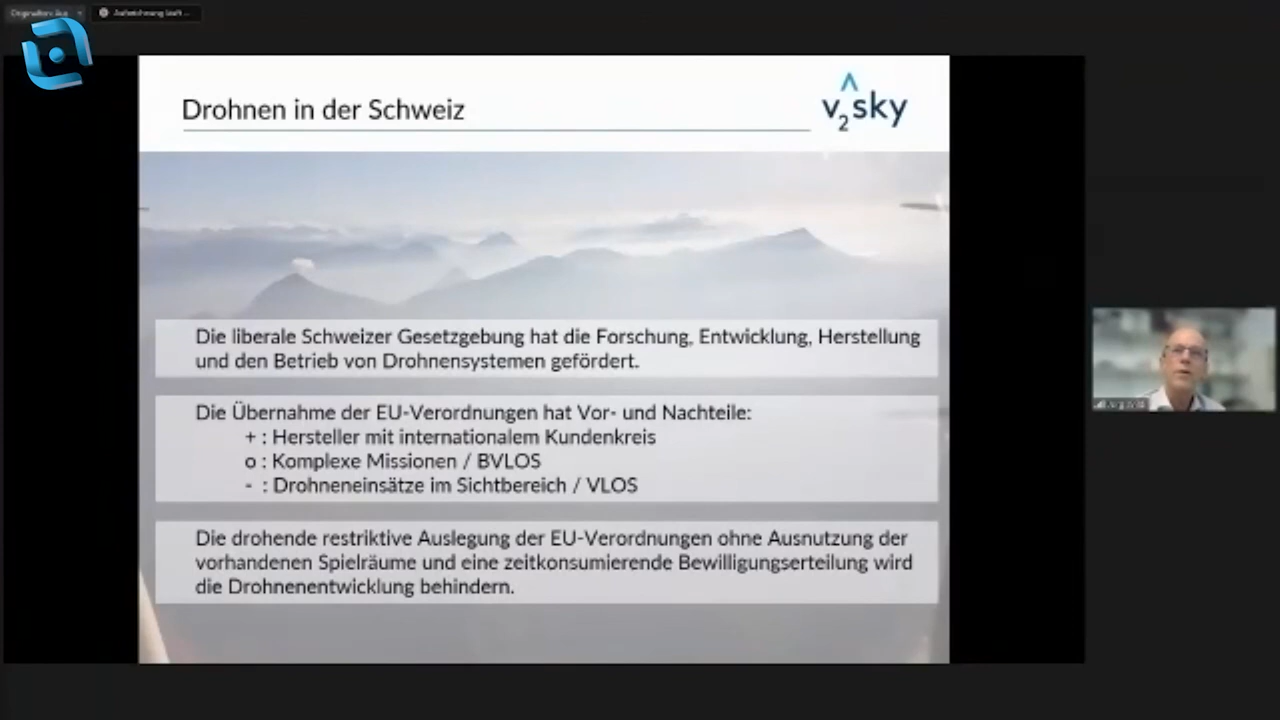 Aufzeichnung läuft...
Drohnen in der Schweiz
v2sky
Die liberale Schweizer Gesetzgebung hat die Forschung, Entwicklung, Herstellung
und den Betrieb von Drohnensystemen gefördert.
Die Übernahme der EU-Verordnungen hat Vor- und Nachteile:
+ : Hersteller mit internationalem Kundenkreis
o : Komplexe Missionen / BVLOS
- : Drohneneinsätze im Sichtbereich / VLOS
Die drohende restriktive Auslegung der EU-Verordnungen ohne Ausnutzung der
vorhandenen Spielräume und eine zeitkonsumierende Bewilligungserteilung wird
die Drohnenentwicklung behindern.